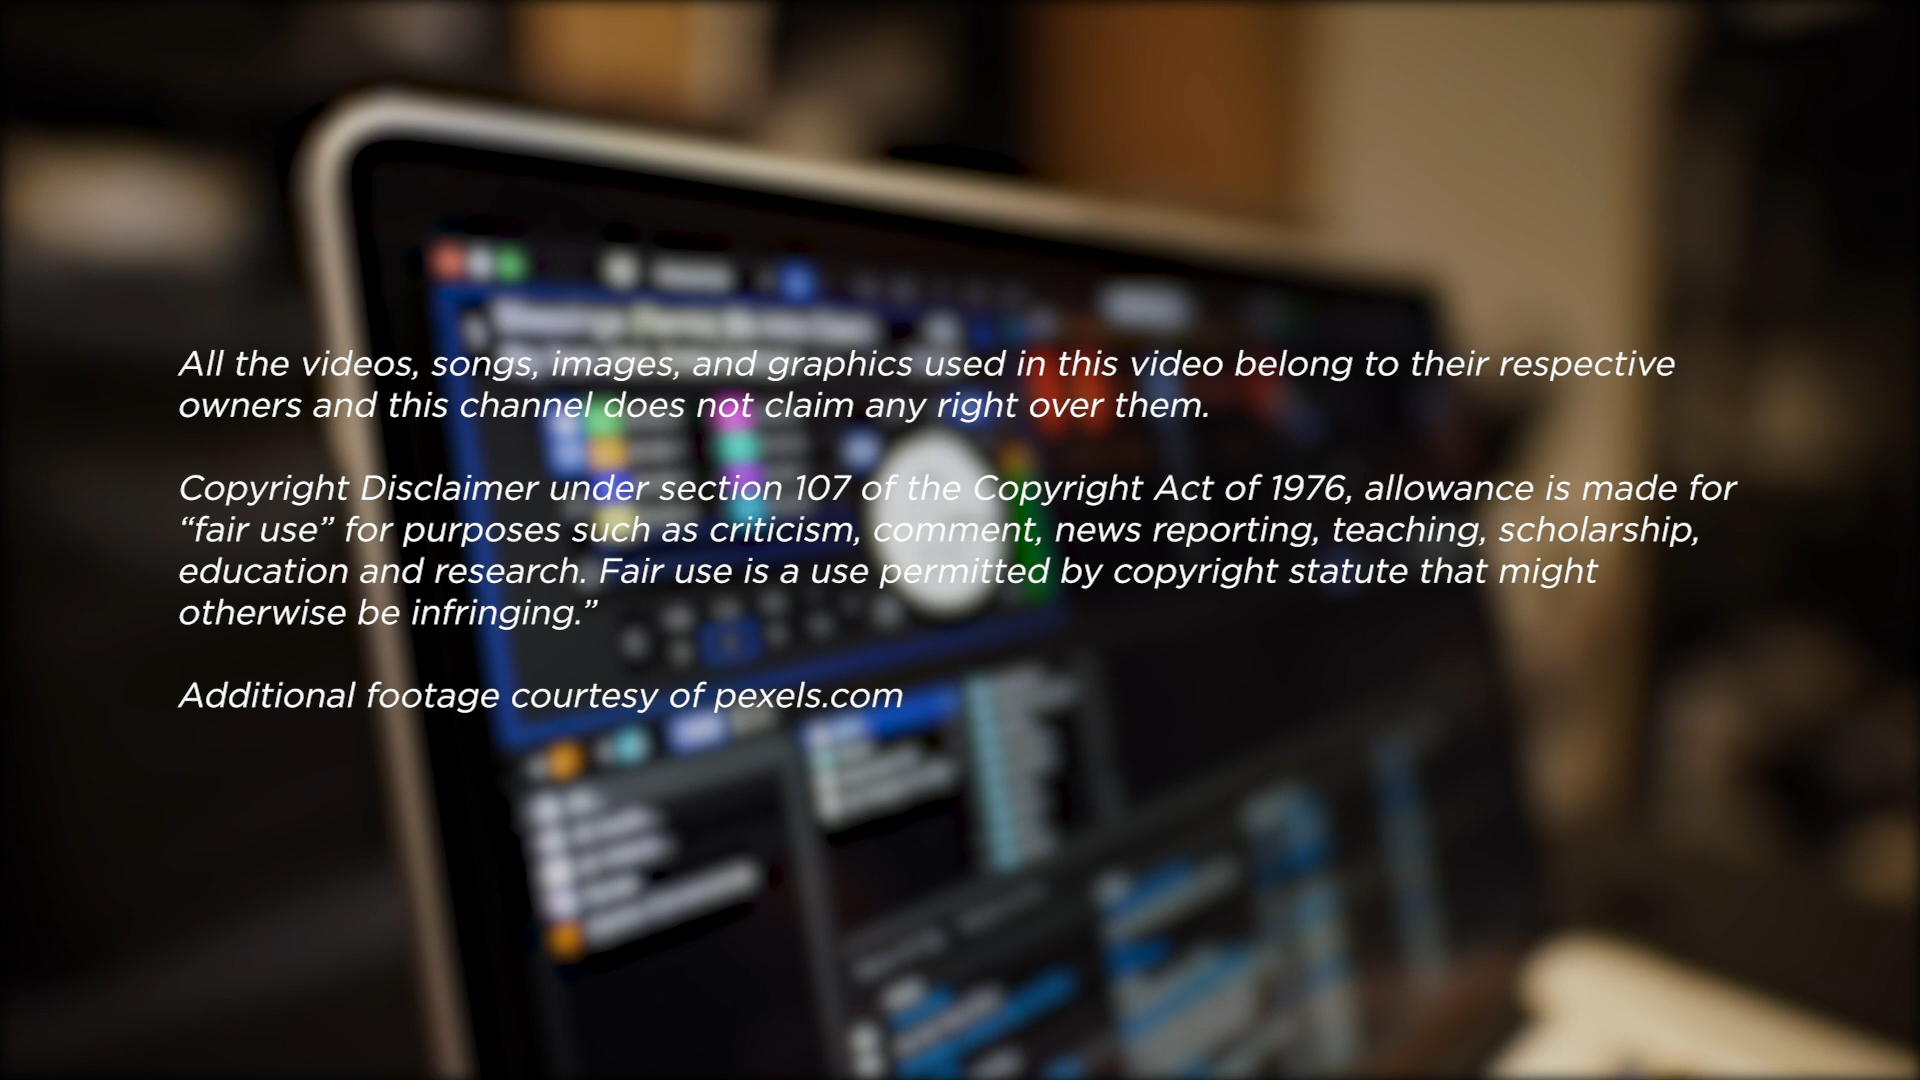 All the videos, songs, images, and graphics used in this video belong to their respective
owners and this channel does not claim any right over them.
Copyright Disclaimer under section 107 of the Copyright Act of 1976, allowance is made for
“fair use” for purposes such as criticism, comment, news reporting, teaching, scholarship,
education and research. Fair use is a use permitted by copyright statute that might
otherwise be infringing.”
Additional footage courtesy of pexels.com